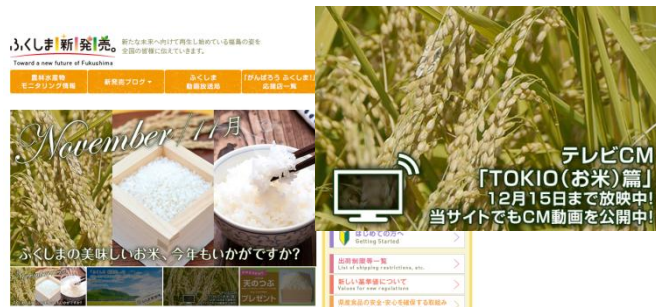 ふくしま新発売。
Toward a new future of Fukushima
新たな未来へ向けて再生し始めている福島の姿を
全国の皆様に伝えていきます。
農林水産物
モニタリング情報
新発売ブログ
ふくしま
動画放送局
「がんばろう ふくしま!」
応援店一覧
November 11月
ふくしまの美味しいお米、今年もいかがですか?
天のつぶ
プレゼント
テレビCM
「TOKIO(お米)篇」
12月15日まで放映中!
当サイトでもCM動画を公開中!
はじめての方へ
Getting Started
出荷制限等一覧
List of shipping restrictions, etc.
新しい基準値について
Values for new regulations
県産食品の安全・安心を確保する取組み